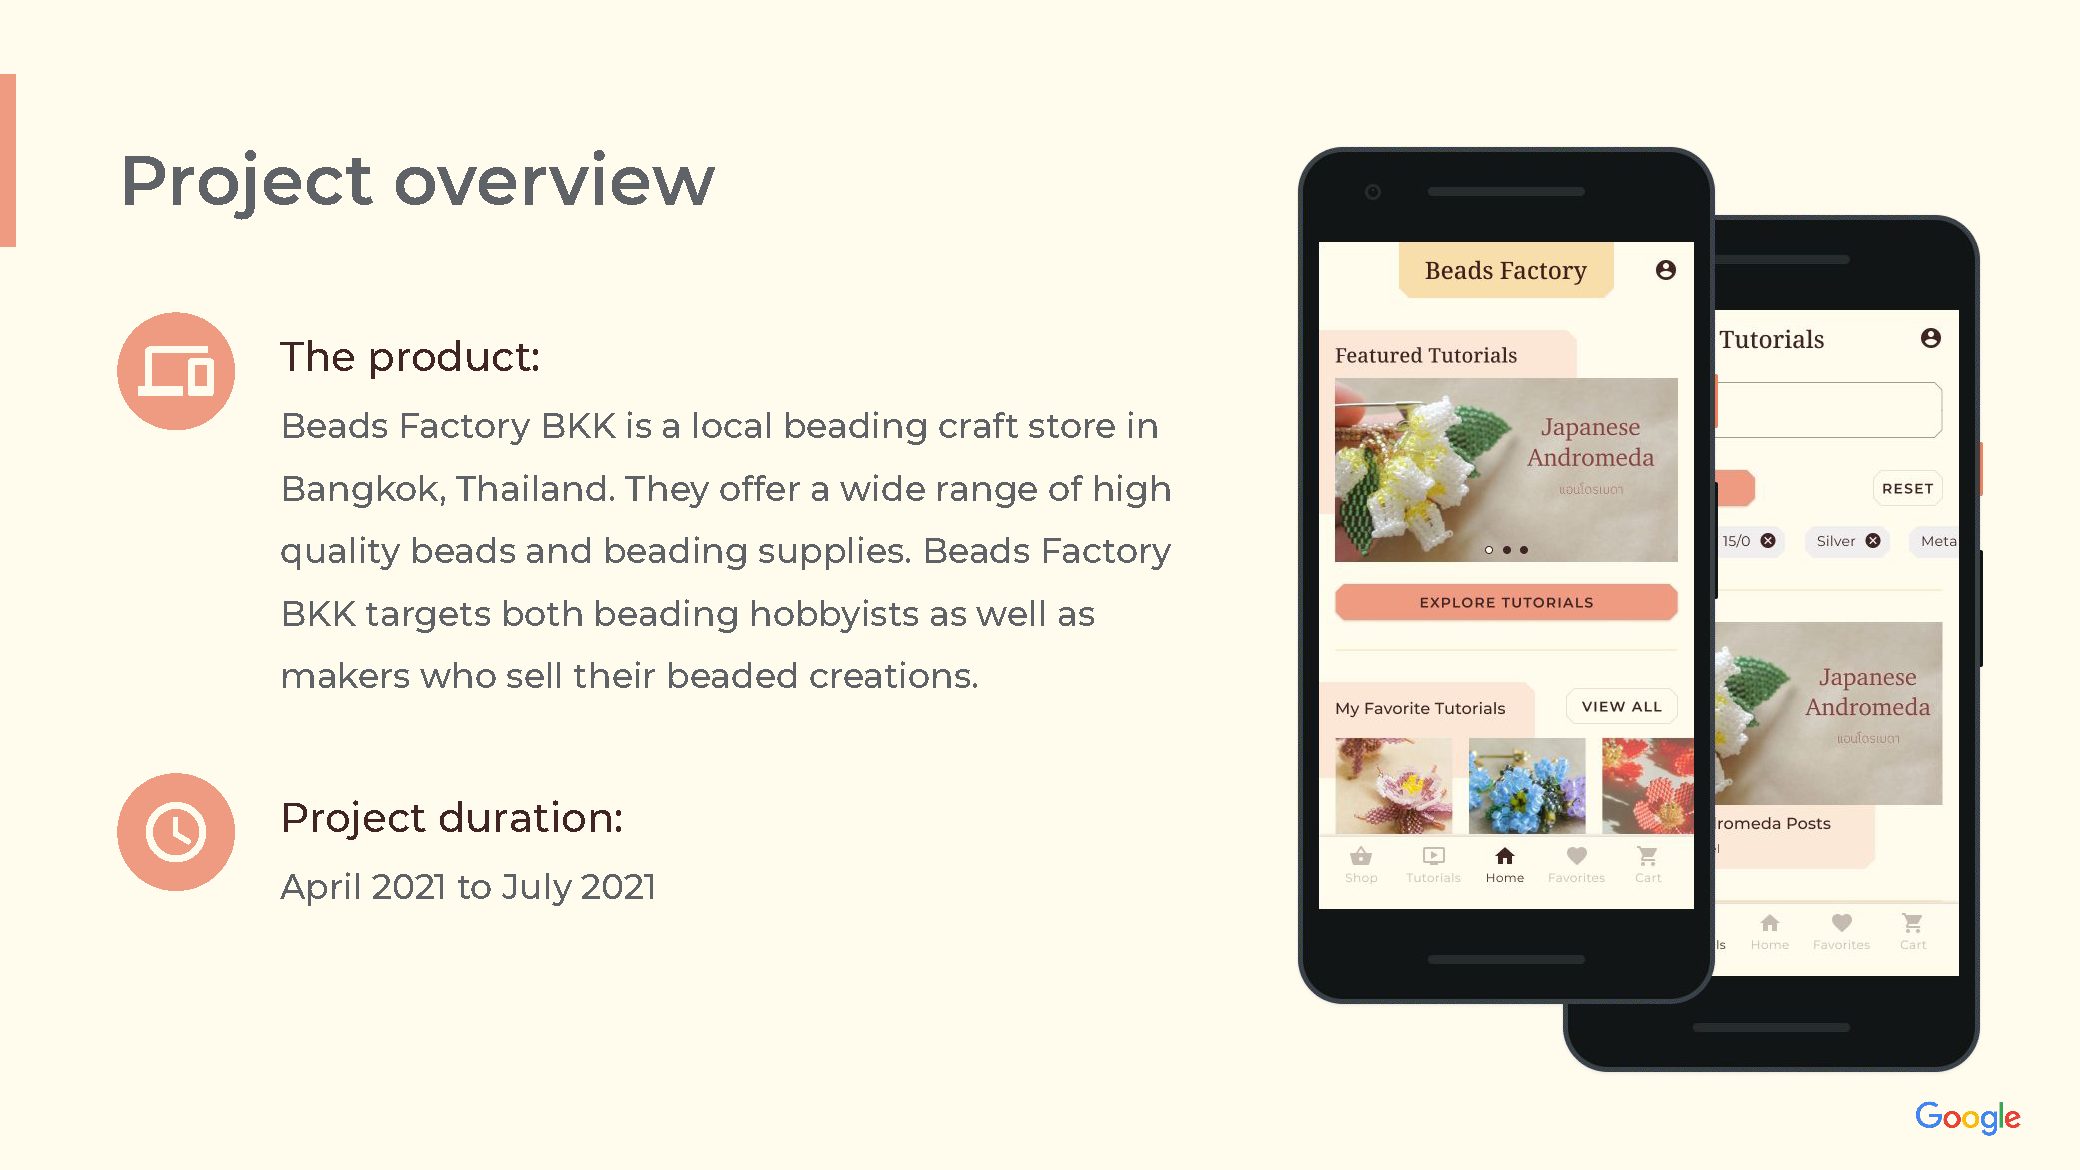 Project overview
The product:
Beads Factory BKK is a local beading craft store in
Bangkok, Thailand. They offer a wide range of high
quality beads and beading supplies. Beads Factory
BKK targets both beading hobbyists as well as
makers who sell their beaded creations.
Project duration:
April 2021 to July 2021
Beads Factory
Featured Tutorials
Japanese
Andromeda
แอนโดรเมดา
EXPLORE TUTORIALS
My Favorite Tutorials
VIEW ALL
Shop Tutorials Home Favorites Cart
Tutorials
RESET
15/0 Silver Meta
Japanese
Andromeda
แอนโดรเมดา
romeda Posts
el
ls Home Favorites Cart
Google